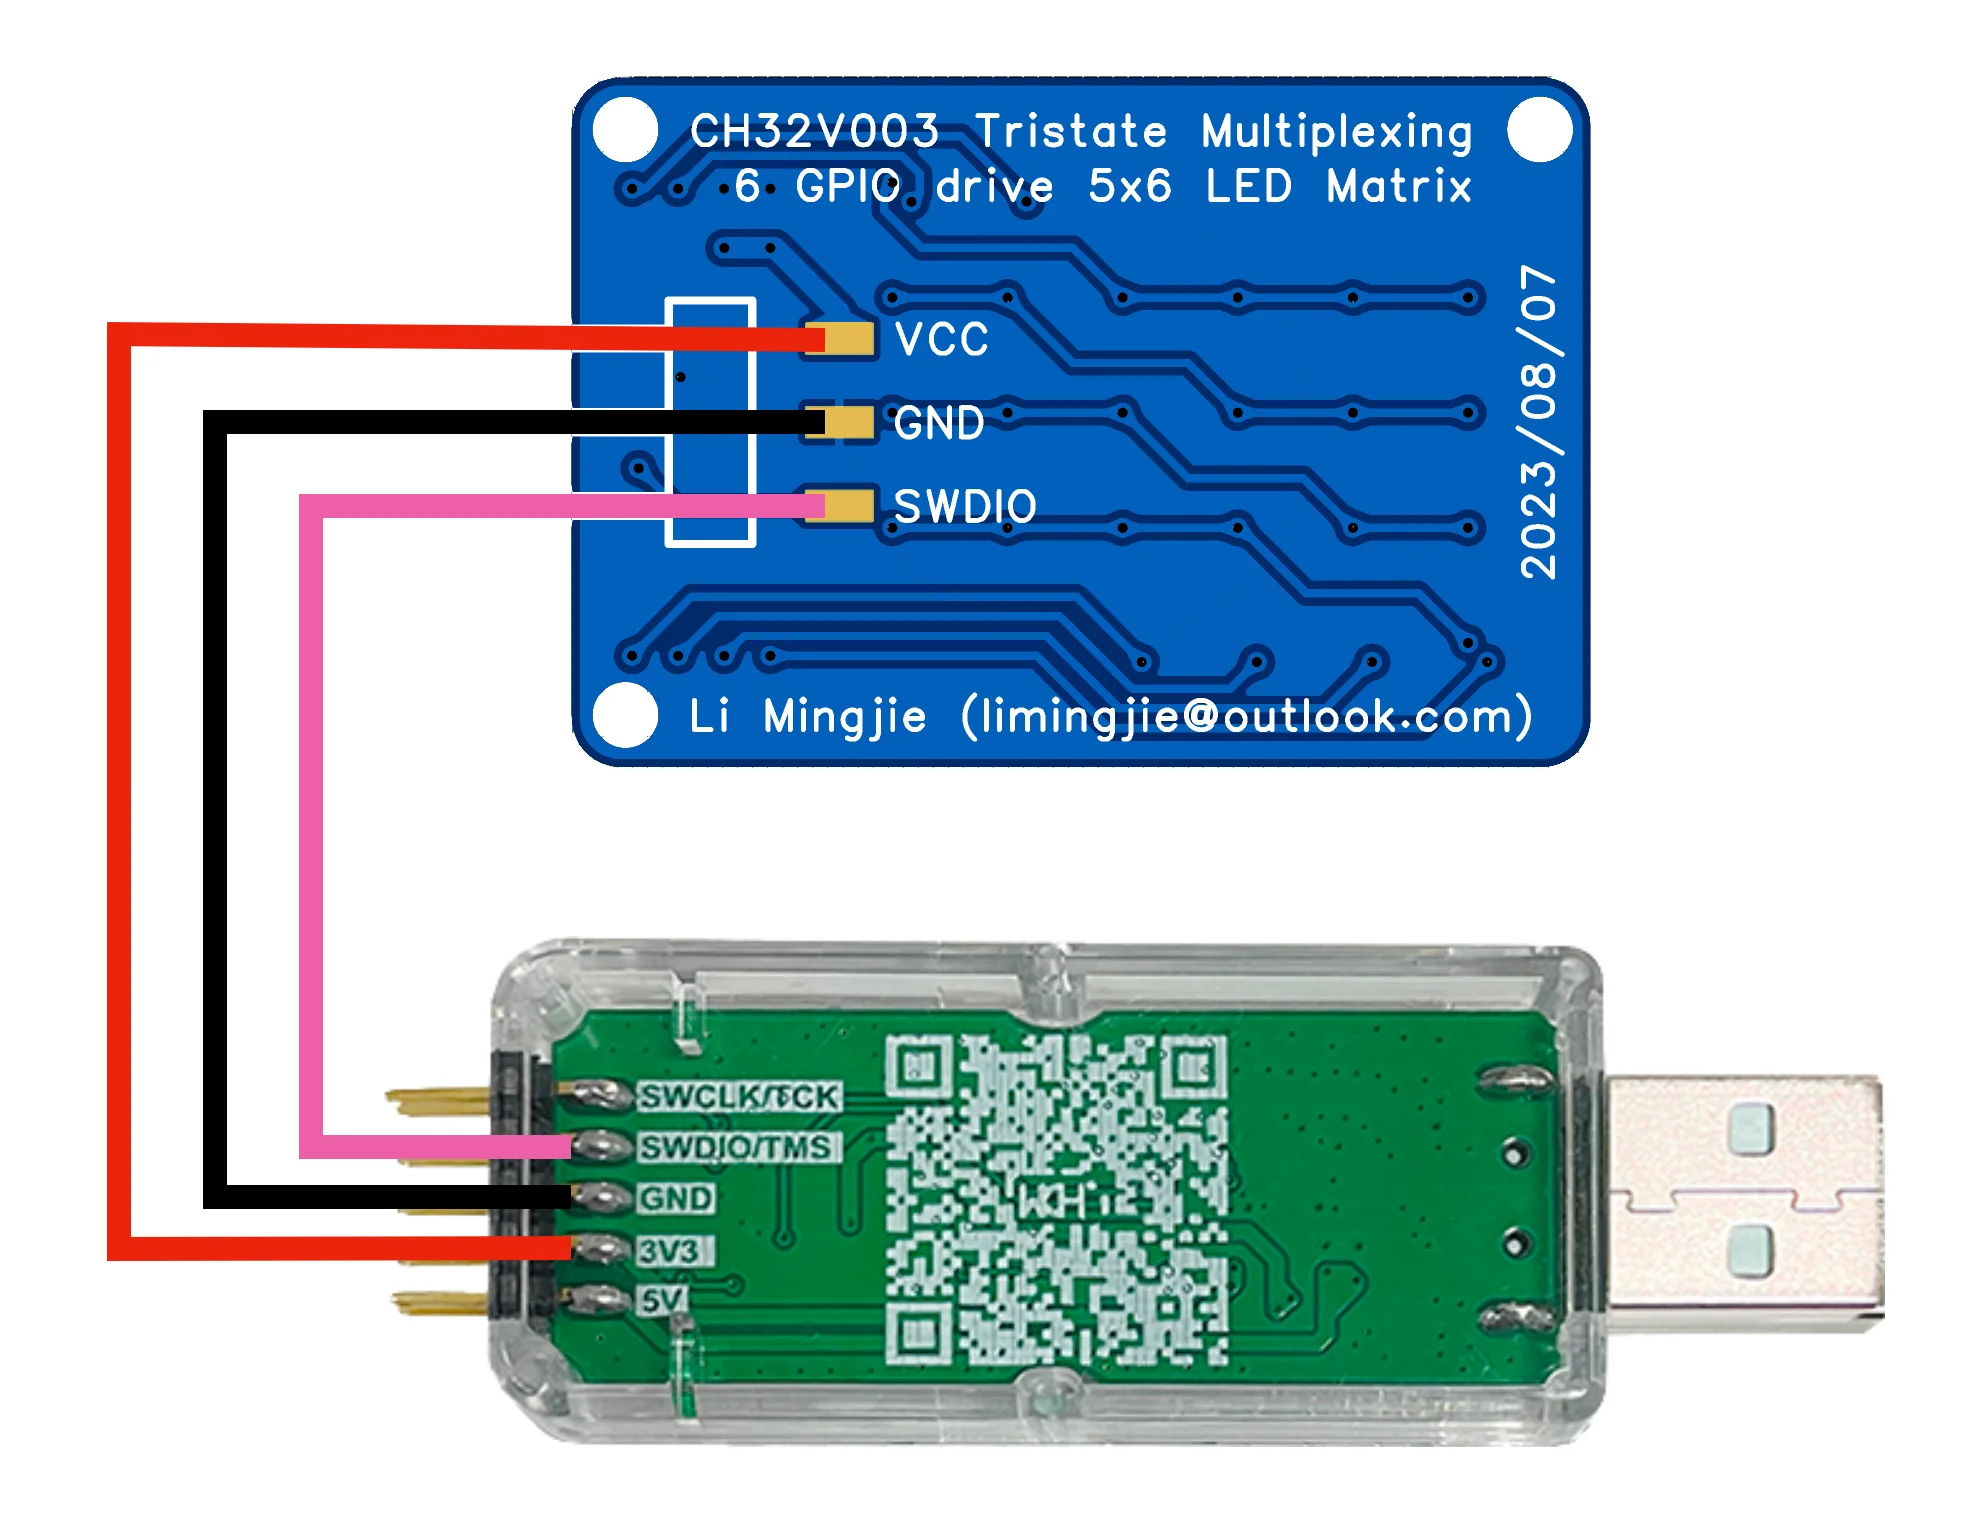 CH32V003 Tristate Multiplexing
6 GPIO drive 5x6 LED Matrix
VCC
GND
SWDIO
2023/08/07
Li Mingjie (limingjie@outlook.com)
SWCLK/TCK
SWDIO/TMS
GND
3V3
5V